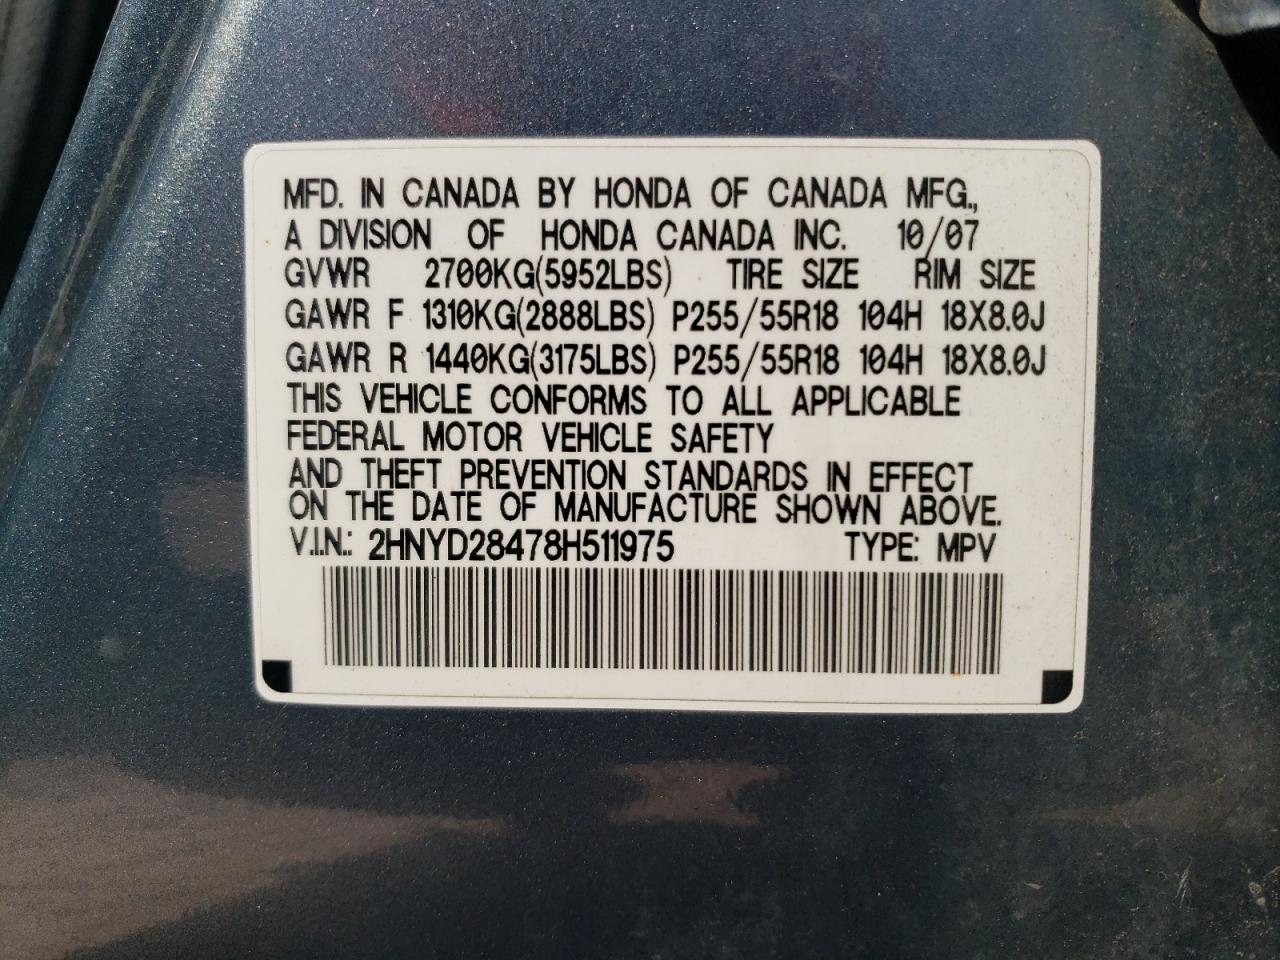 MFD. IN CANADA BY HONDA OF CANADA MFG.,
A DIVISION OF HONDA CANADA INC. 10/07
GVWR 2700KG(5952LBS) TIRE SIZE RIM SIZE
GAWR F 1310KG(2888LBS) P255/55R18 104H 18X8.0J
GAWR R 1440KG(3175LBS) P255/55R18 104H 18X8.0J
THIS VEHICLE CONFORMS TO ALL APPLICABLE
FEDERAL MOTOR VEHICLE SAFETY
AND THEFT PREVENTION STANDARDS IN EFFECT
ON THE DATE OF MANUFACTURE SHOWN ABOVE.
V.I.N.: 2HNYD28478H511975 TYPE: MPV